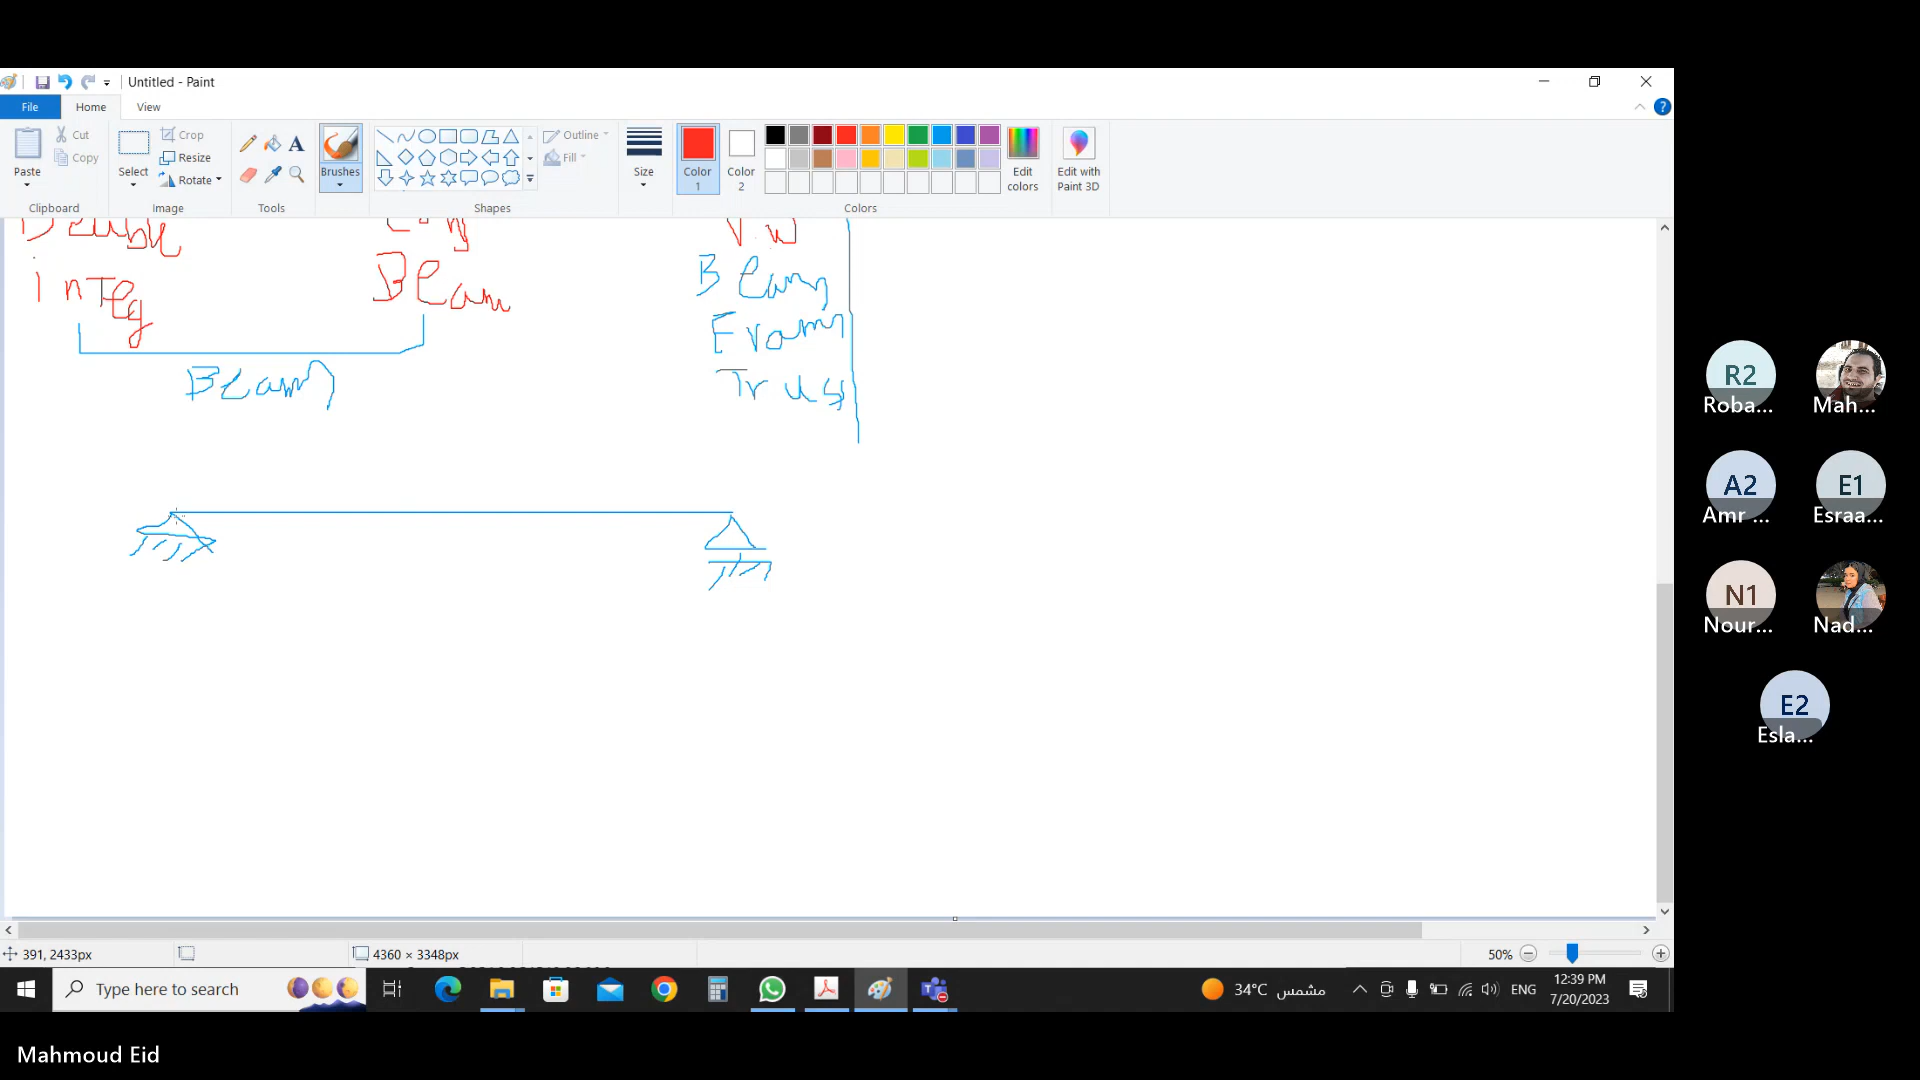 Untitled - Paint
File Home View
Paste
Cut
Copy
Clipboard
Select
Crop
Resize
Rotate
Image
A
Tools
Brushes
Outline
Fill
Shapes
Size
Color 1
Color 2
Edit colors
Colors
Edit with Paint 3D
Double
integ
Beam
Beam
V.W
Beam
Fram
Trus
R2
Roba...
Mah...
A2
Amr ...
E1
Esraa...
N1
Nour...
Nad...
E2
Esla...
391, 2433px
4360 × 3348px
50%
Type here to search
34°C مشمس
ENG
12:39 PM
7/20/2023
Mahmoud Eid